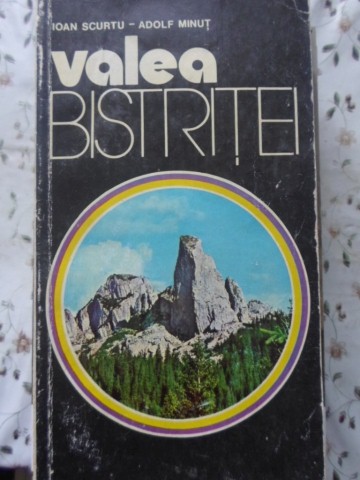 IOAN SCURTU - ADOLF MINUȚ
valea
BISTRIȚEI